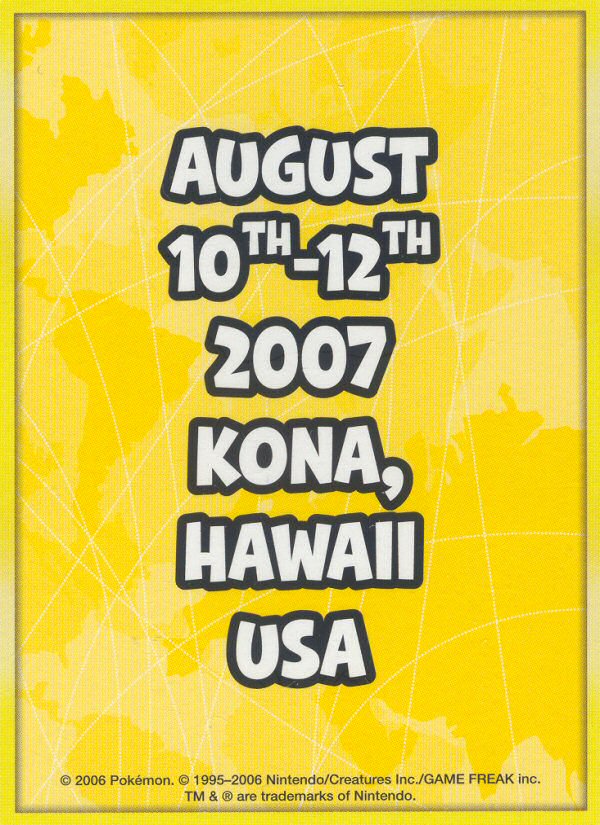 AUGUST
10TH-12TH
2007
KONA,
HAWAII
USA
© 2006 Pokémon. © 1995–2006 Nintendo/Creatures Inc./GAME FREAK inc.
TM & ® are trademarks of Nintendo.